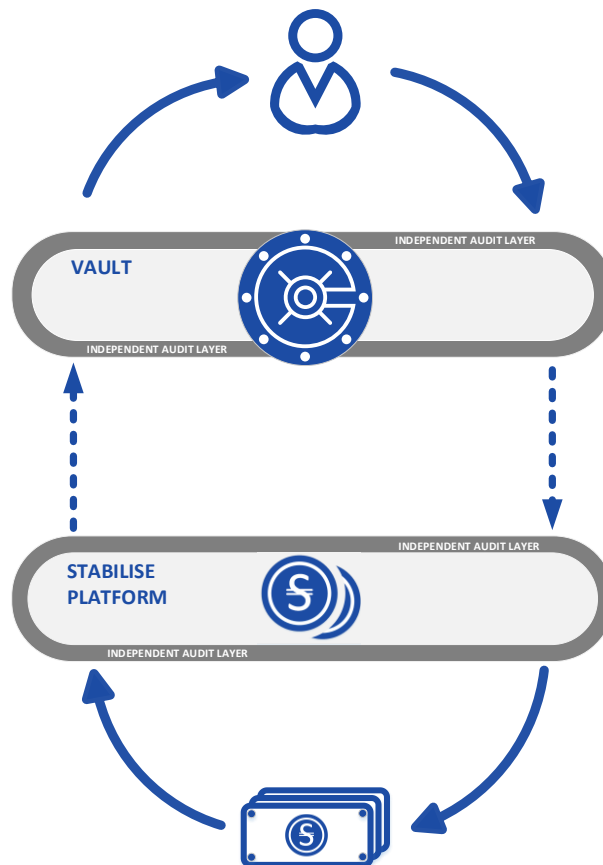 INDEPENDENT AUDIT LAYER
VAULT
INDEPENDENT AUDIT LAYER
INDEPENDENT AUDIT LAYER
STABILISE
PLATFORM
INDEPENDENT AUDIT LAYER